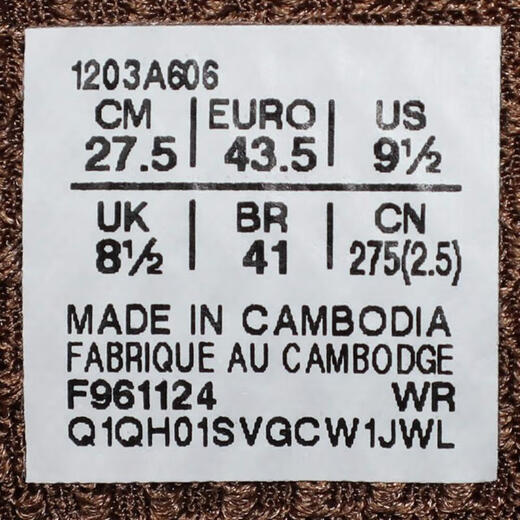 1203A606
CM | EURO | US
27.5 | 43.5 | 9½
UK | BR | CN
8½ | 41 | 275(2.5)
MADE IN CAMBODIA
FABRIQUE AU CAMBODGE
F961124 WR
Q1QH01SVGCW1JWL